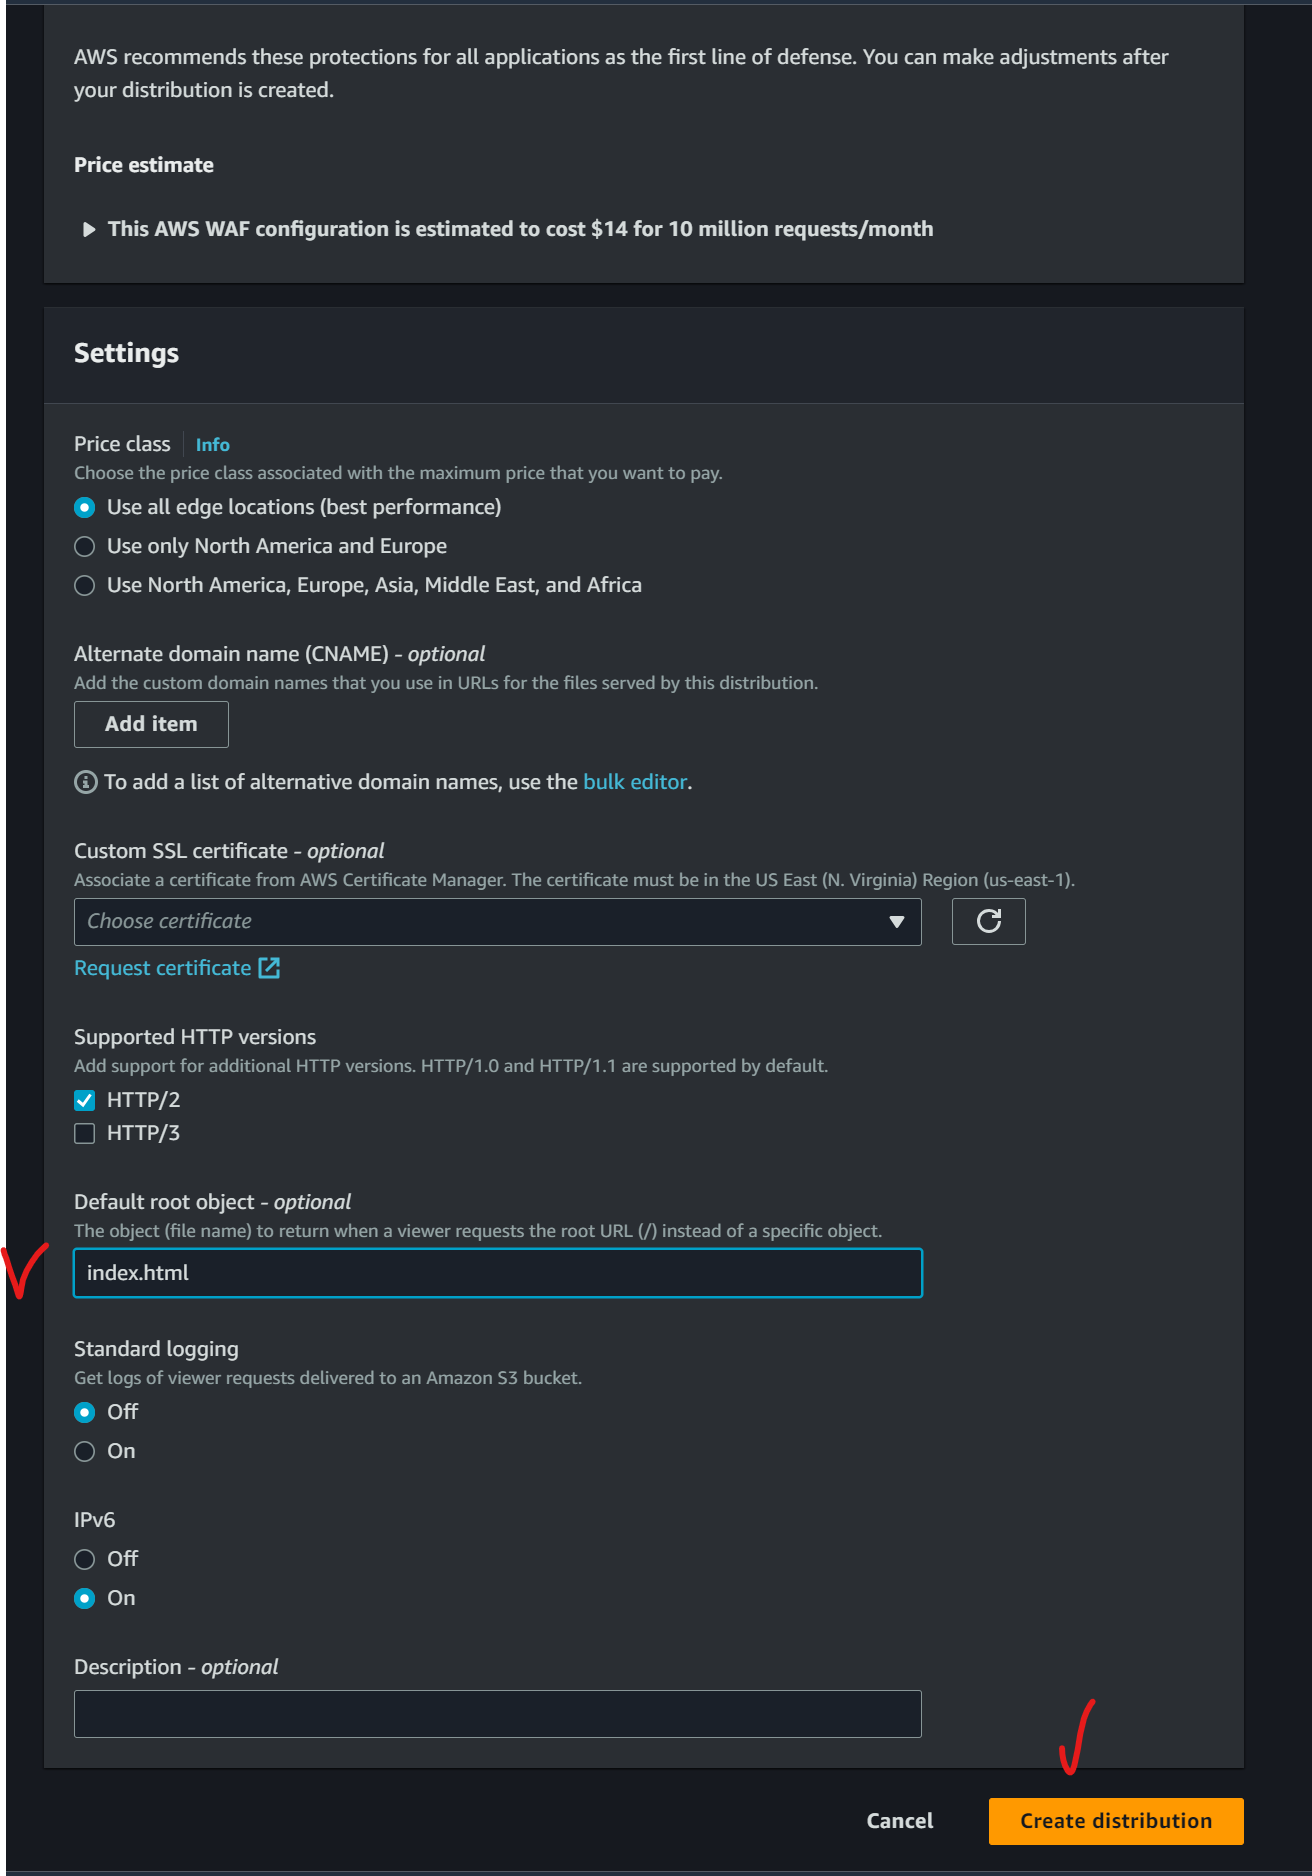 AWS recommends these protections for all applications as the first line of defense. You can make adjustments after
your distribution is created.
Price estimate
This AWS WAF configuration is estimated to cost $14 for 10 million requests/month
Settings
Price class Info
Choose the price class associated with the maximum price that you want to pay.
Use all edge locations (best performance)
Use only North America and Europe
Use North America, Europe, Asia, Middle East, and Africa
Alternate domain name (CNAME) - optional
Add the custom domain names that you use in URLs for the files served by this distribution.
Add item
To add a list of alternative domain names, use the bulk editor.
Custom SSL certificate - optional
Associate a certificate from AWS Certificate Manager. The certificate must be in the US East (N. Virginia) Region (us-east-1).
Choose certificate
Request certificate
Supported HTTP versions
Add support for additional HTTP versions. HTTP/1.0 and HTTP/1.1 are supported by default.
HTTP/2
HTTP/3
Default root object - optional
The object (file name) to return when a viewer requests the root URL (/) instead of a specific object.
index.html
Standard logging
Get logs of viewer requests delivered to an Amazon S3 bucket.
Off
On
IPv6
Off
On
Description - optional
Cancel Create distribution